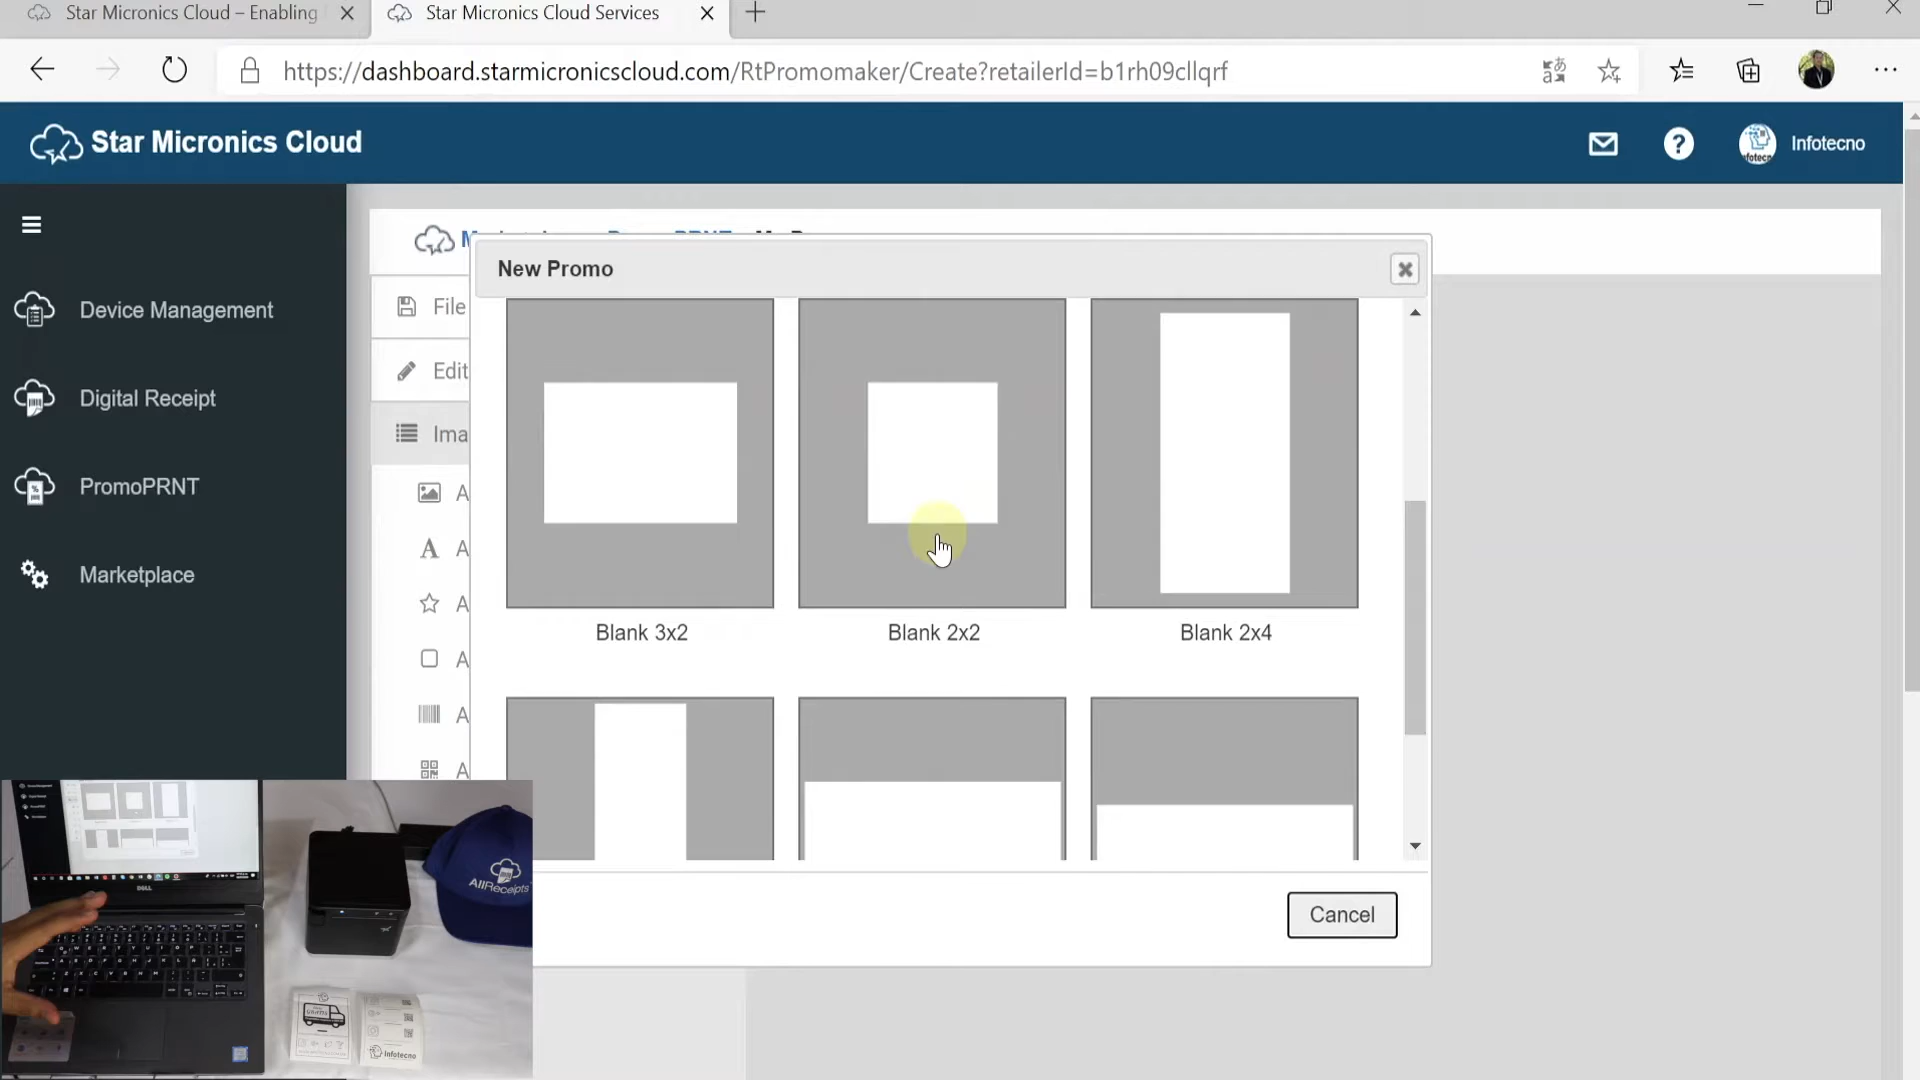 Star Micronics Cloud – Enabling
Star Micronics Cloud Services
https://dashboard.starmicronicscloud.com/RtPromomaker/Create?retailerId=b1rh09cllqrf
Star Micronics Cloud
Infotecno
Device Management
Digital Receipt
PromoPRNT
Marketplace
File
Edit
Ima
A
A
A
A
A
A
New Promo
Blank 3x2
Blank 2x2
Blank 2x4
Cancel
DELL
AllReceipts
Infotecno